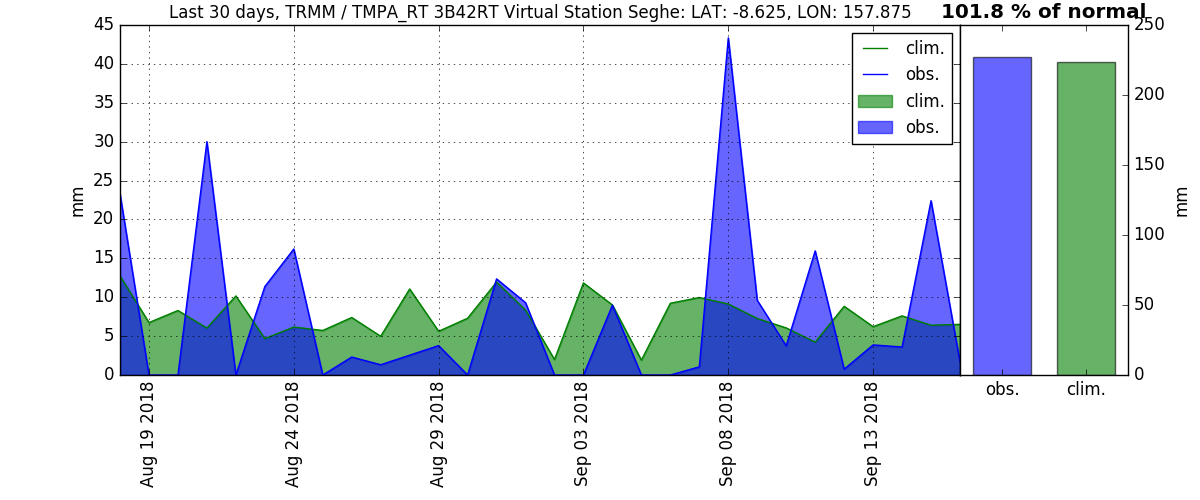 Last 30 days, TRMM / TMPA_RT 3B42RT Virtual Station Seghe: LAT: -8.625, LON: 157.875
101.8 % of normal
45
40
35
30
25
20
15
10
5
0
mm
clim.
obs.
clim.
obs.
250
200
150
100
50
0
mm
Aug 19 2018
Aug 24 2018
Aug 29 2018
Sep 03 2018
Sep 08 2018
Sep 13 2018
obs.
clim.